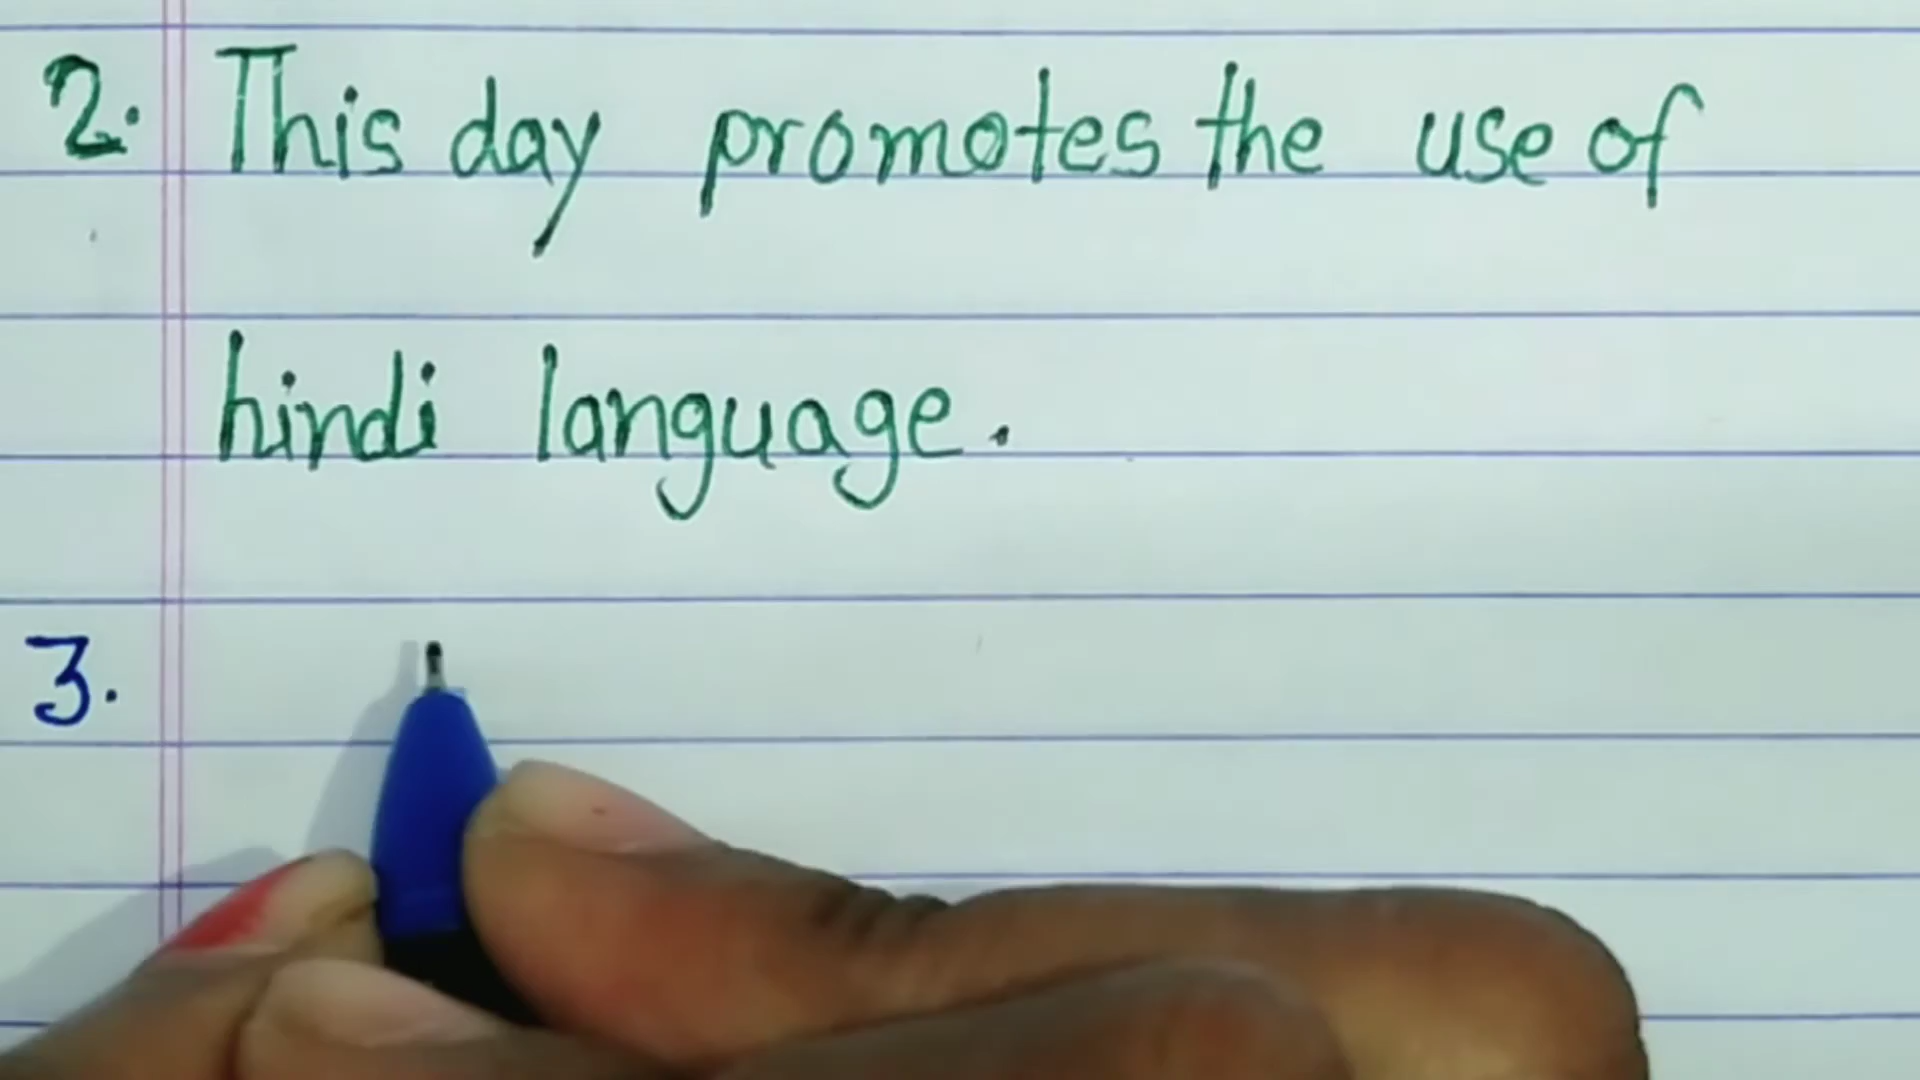 2. This day promotes the use of
hindi language.
3.